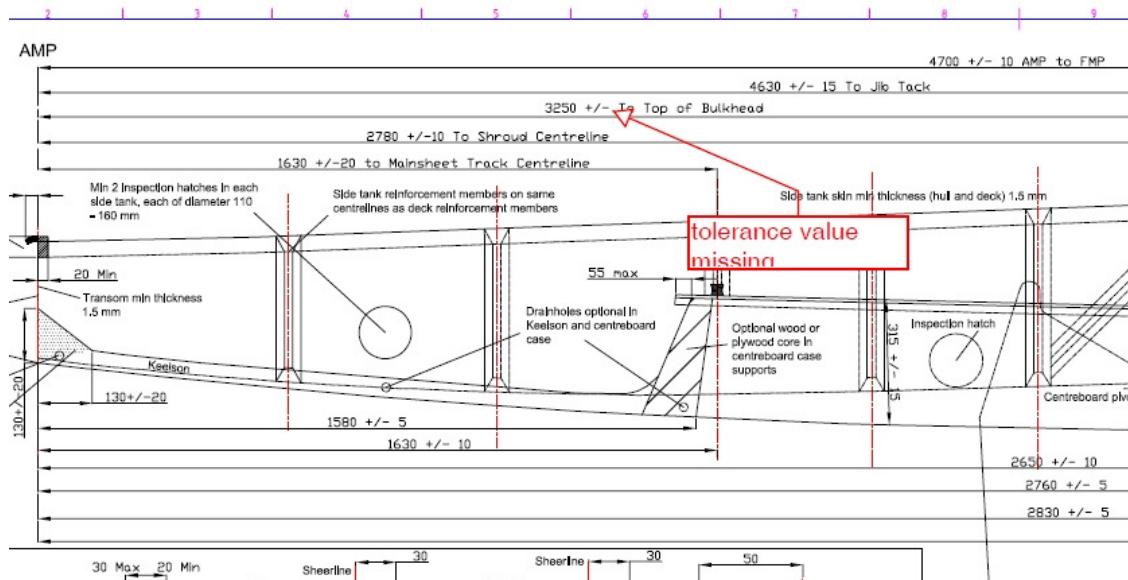 2 3 4 5 6 7 8 9
AMP
4700 +/- 10 AMP to FMP
4630 +/- 15 To Jib Tack
3250 +/- To Top of Bulkhead
2780 +/-10 To Shroud Centreline
1630 +/-20 to Mainsheet Track Centreline
Min 2 inspection hatches in each
side tank, each of diameter 110
- 160 mm
Side tank reinforcement members on same
centrelines as deck reinforcement
members
Side tank skin min thickness (hull and deck) 1.5 mm
tolerance value
missing
20 Min
55 max
Transom min thickness
1.5 mm
Drainholes optional in
Keelson and centreboard
case
Optional wood or
plywood core in
centreboard case
supports
315 +/- 15
Inspection hatch
Keelson
130+/-20
130+/-20
Centreboard
1580 +/- 5
1630 +/- 10
2650 +/- 10
2760 +/- 5
2830 +/- 5
30 Max 20 Min
Sheerline
30
Sheerline
30
50